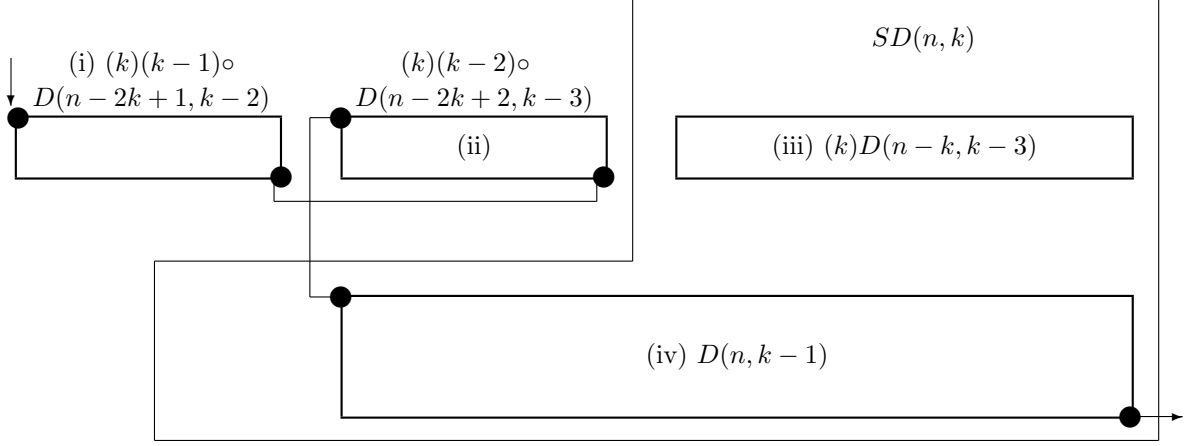 SD(n, k)
(i) (k)(k − 1)∘
D(n − 2k + 1, k − 2)
(k)(k − 2)∘
D(n − 2k + 2, k − 3)
(ii)
(iii) (k)D(n − k, k − 3)
(iv) D(n, k − 1)